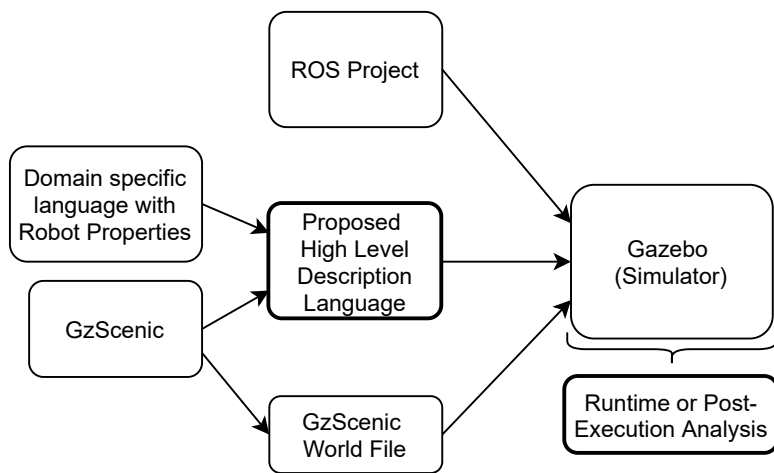 ROS Project
Domain specific
language with
Robot Properties
Proposed
High Level
Description
Language
Gazebo
(Simulator)
GzScenic
GzScenic
World File
Runtime or Post-
Execution Analysis